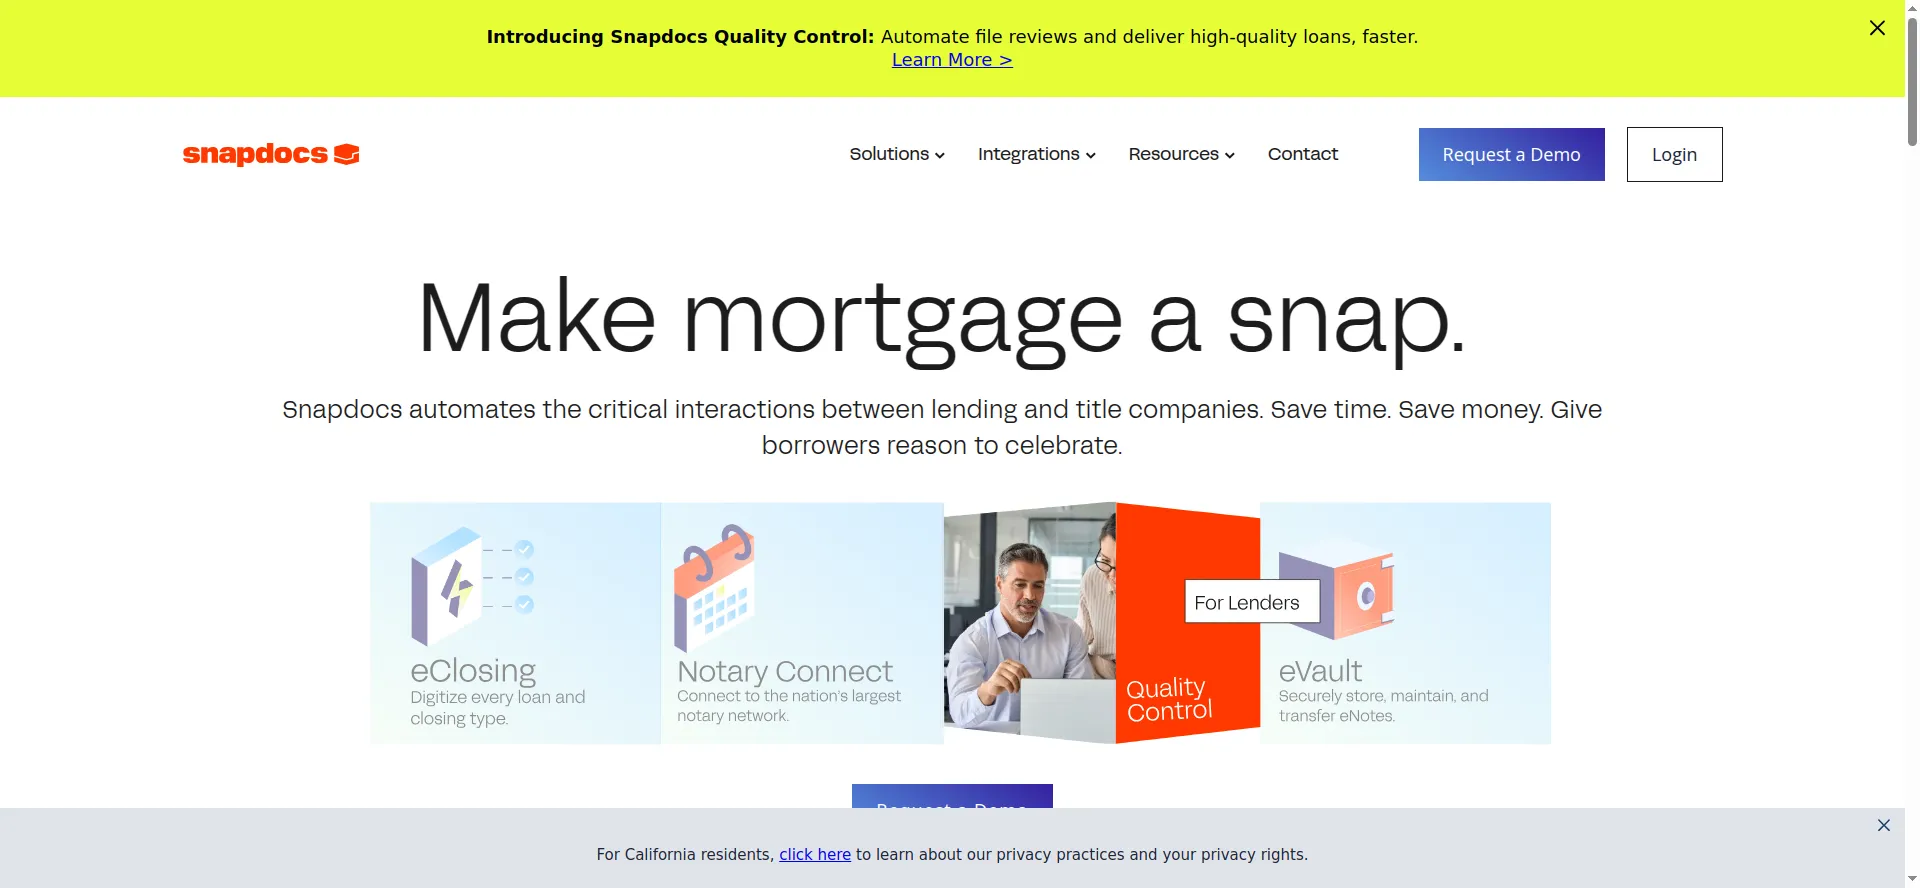 Introducing Snapdocs Quality Control: Automate file reviews and deliver high-quality loans, faster.
Learn More >
snapdocs
Solutions
Integrations
Resources
Contact
Request a Demo
Login
Make mortgage a snap.
Snapdocs automates the critical interactions between lending and title companies. Save time. Save money. Give
borrowers reason to celebrate.
eClosing
Digitize every loan and
closing type.
Notary Connect
Connect to the nation's largest
notary network.
Quality
Control
For Lenders
eVault
Securely store, maintain, and
transfer eNotes.
Request a Demo
For California residents, click here to learn about our privacy practices and your privacy rights.